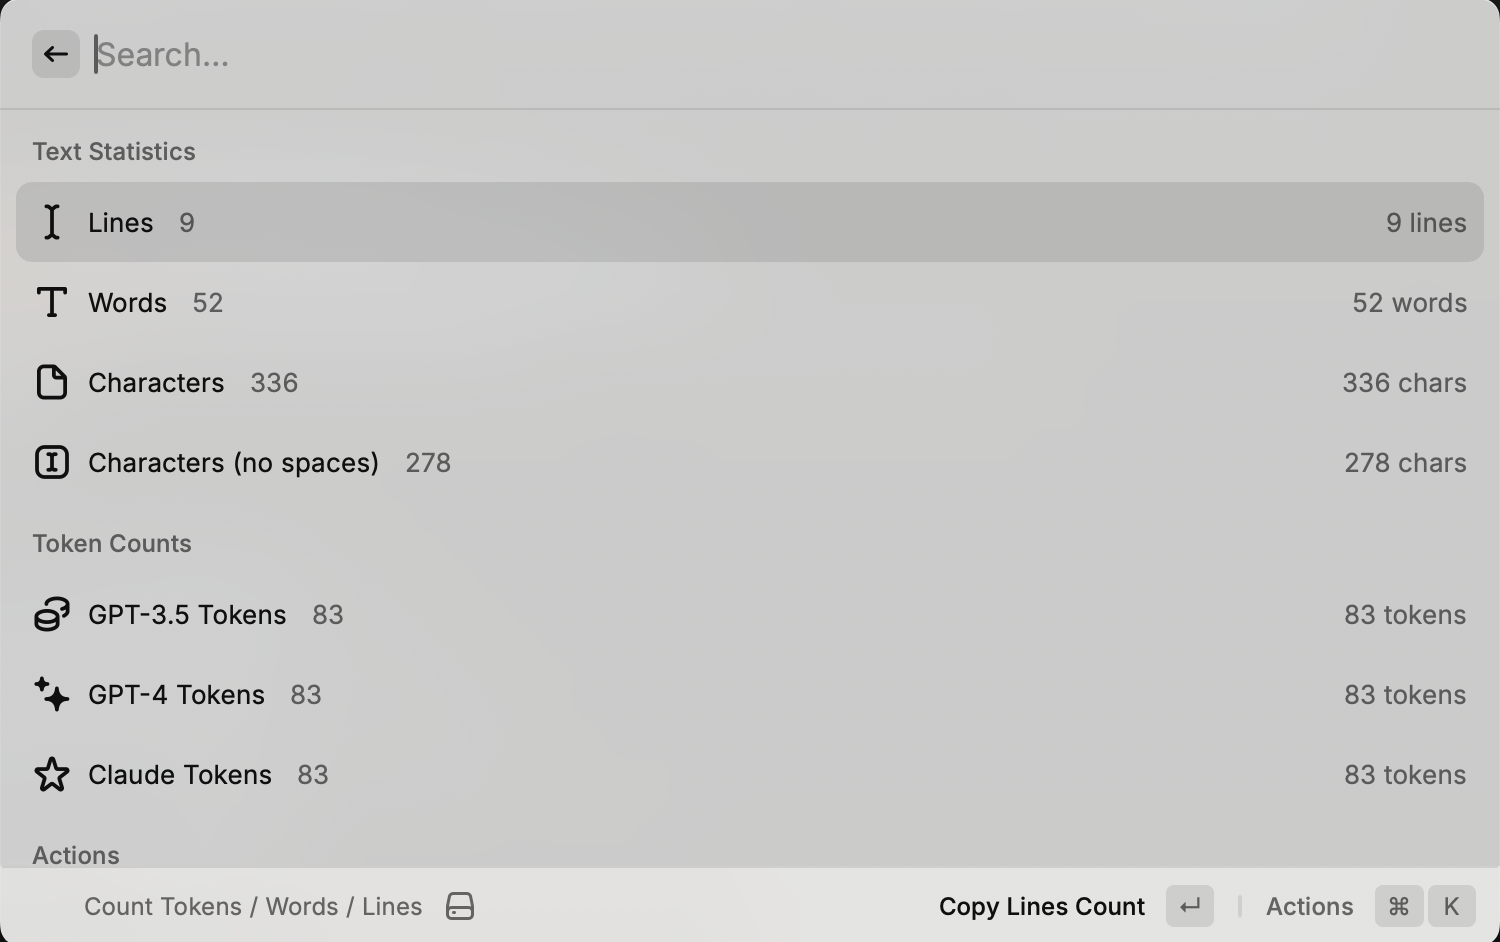 Search...
Text Statistics
Lines 9 9 lines
Words 52 52 words
Characters 336 336 chars
Characters (no spaces) 278 278 chars
Token Counts
GPT-3.5 Tokens 83 83 tokens
GPT-4 Tokens 83 83 tokens
Claude Tokens 83 83 tokens
Actions
Count Tokens / Words / Lines Copy Lines Count ↵ Actions ⌘ K